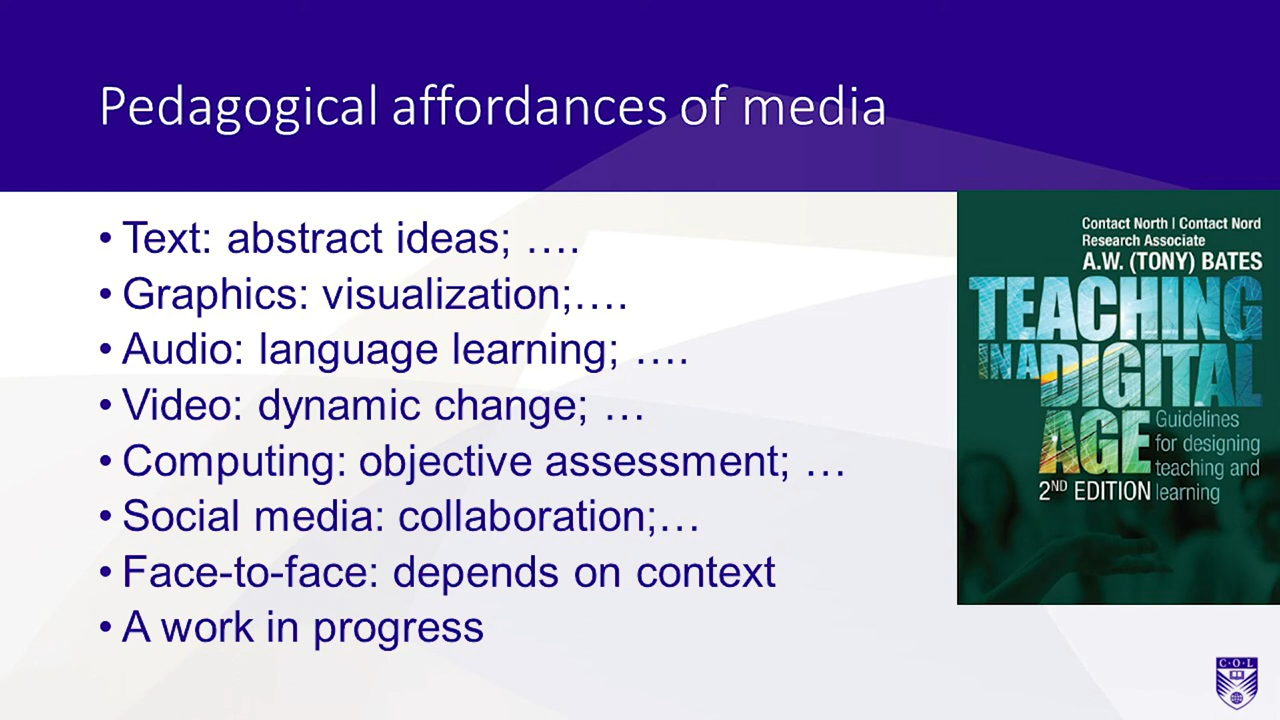 Pedagogical affordances of media
• Text: abstract ideas; ….
• Graphics: visualization;….
• Audio: language learning; ….
• Video: dynamic change; …
• Computing: objective assessment; …
• Social media: collaboration;…
• Face-to-face: depends on context
• A work in progress
Contact North | Contact Nord
Research Associate
A.W. (TONY) BATES
TEACHING
IN A DIGITAL
AGE
Guidelines
for designing
teaching and
learning
2ND EDITION
C·O·L